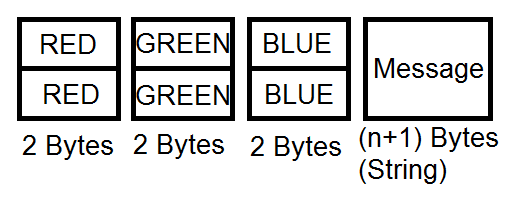 RED GREEN BLUE
Message
RED GREEN BLUE
2 Bytes 2 Bytes 2 Bytes (n+1) Bytes
(String)